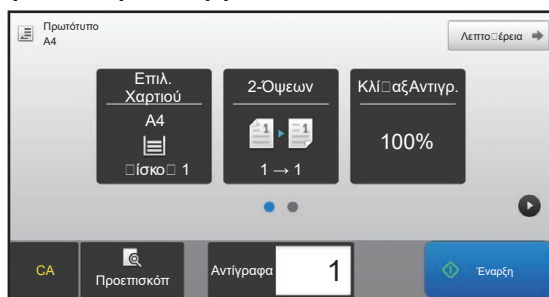 Πρωτότυπο
A4
Λεπτο□έρεια
Επιλ.
Χαρτιού
A4
□ίσκο□ 1
2-Όψεων
1 → 1
Κλί□αξΑντιγρ.
100%
CA
Προεπισκόπ
Αντίγραφα
1
Έναρξη